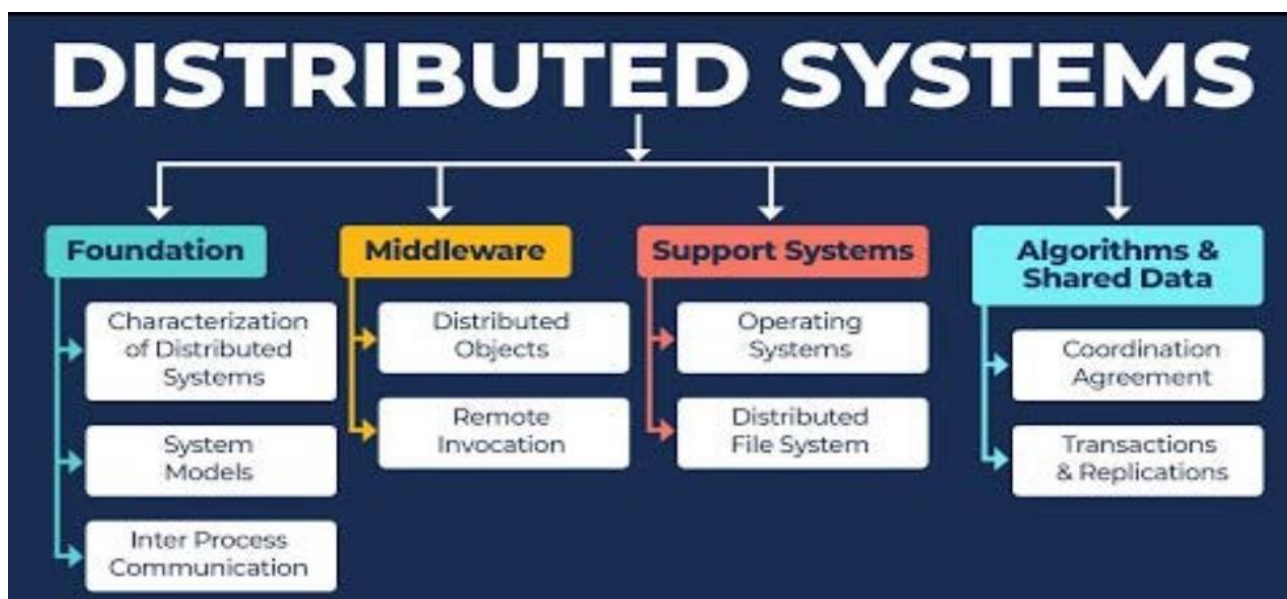 DISTRIBUTED SYSTEMS
Foundation
Characterization
of Distributed
Systems
System
Models
Inter Process
Communication
Middleware
Distributed
Objects
Remote
Invocation
Support Systems
Operating
Systems
Distributed
File System
Algorithms &
Shared Data
Coordination
Agreement
Transactions
& Replications